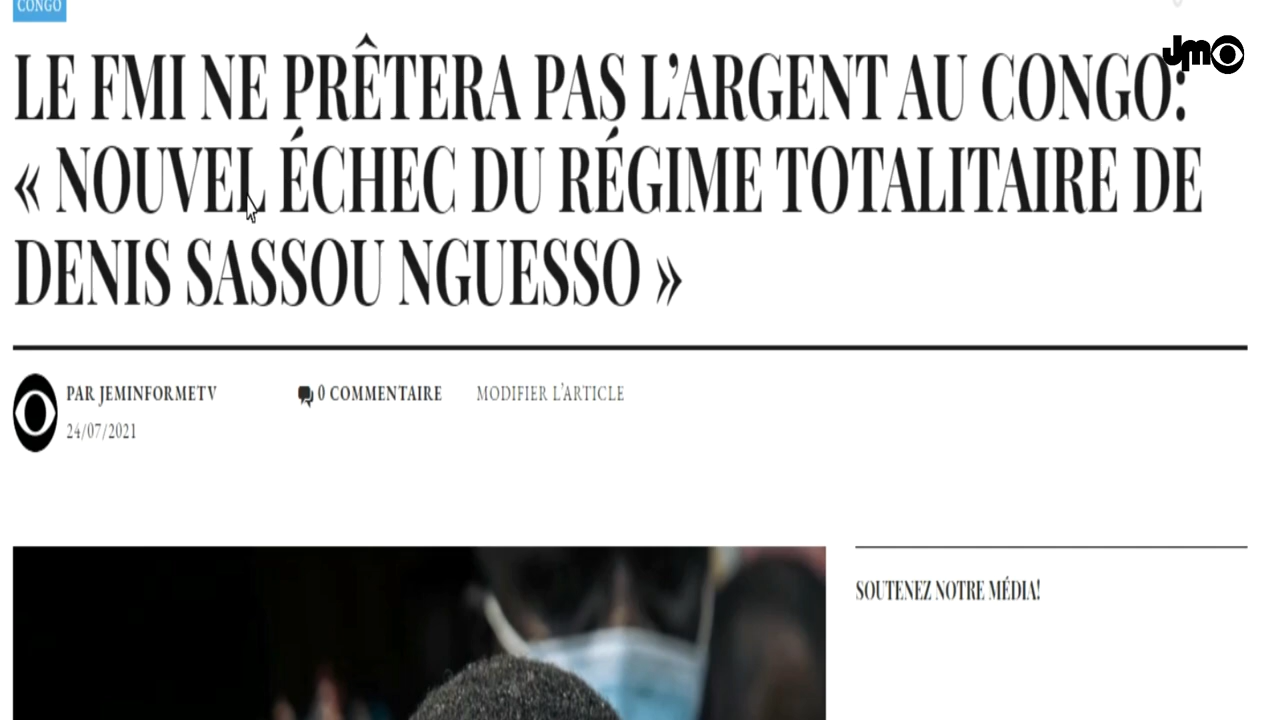 CONGO
JMO
LE FMI NE PRÊTERA PAS L'ARGENT AU CONGO:
« NOUVEL ÉCHEC DU RÉGIME TOTALITAIRE DE
DENIS SASSOU NGUESSO »
PAR JEMINFORMETV
0 COMMENTAIRE
MODIFIER L'ARTICLE
24/07/2021
SOUTENEZ NOTRE MÉDIA!